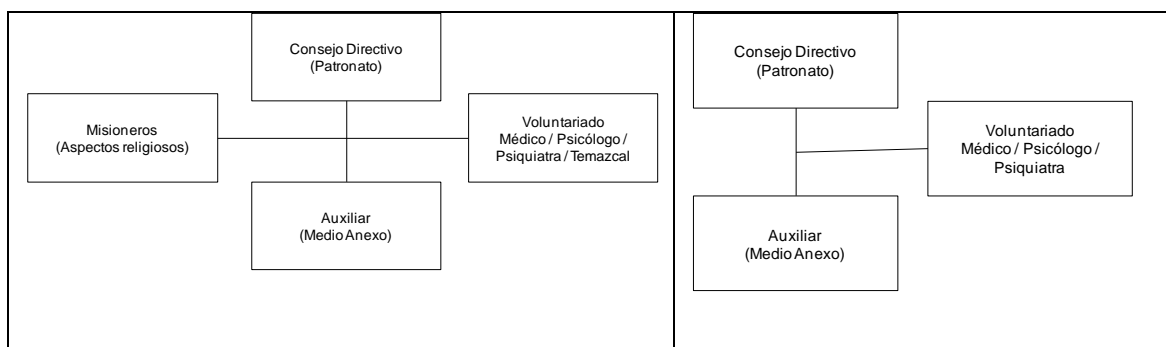 Consejo Directivo
(Patronato)
Misioneros
(Aspectos religiosos)
Voluntariado
Médico / Psicólogo /
Psiquiatra / Temazcal
Auxiliar
(Medio Anexo)
Consejo Directivo
(Patronato)
Voluntariado
Médico / Psicólogo /
Psiquiatra
Auxiliar
(Medio Anexo)